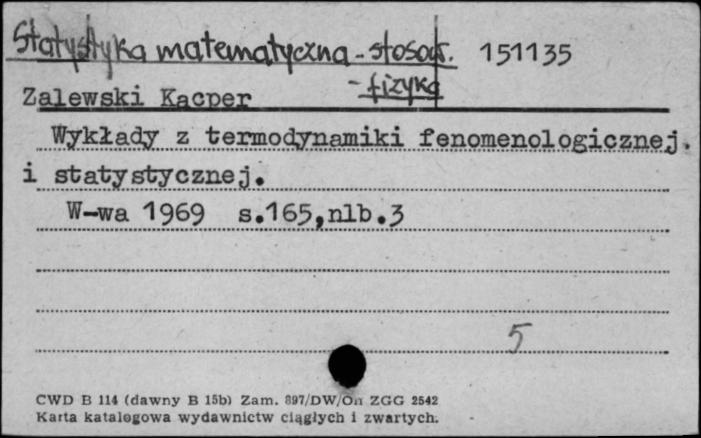 Statystyka matematyczna - stosow. 151135
- fizyka
Zalewski Kacper
Wykłady z termodynamiki fenomenologicznej
i statystycznej.
W-wa 1969 s.165,nlb.3
5
CWD B 114 (dawny B 15b) Zam. 897/DW/On ZGG 2542
Karta katalogowa wydawnictw ciągłych i zwartych.